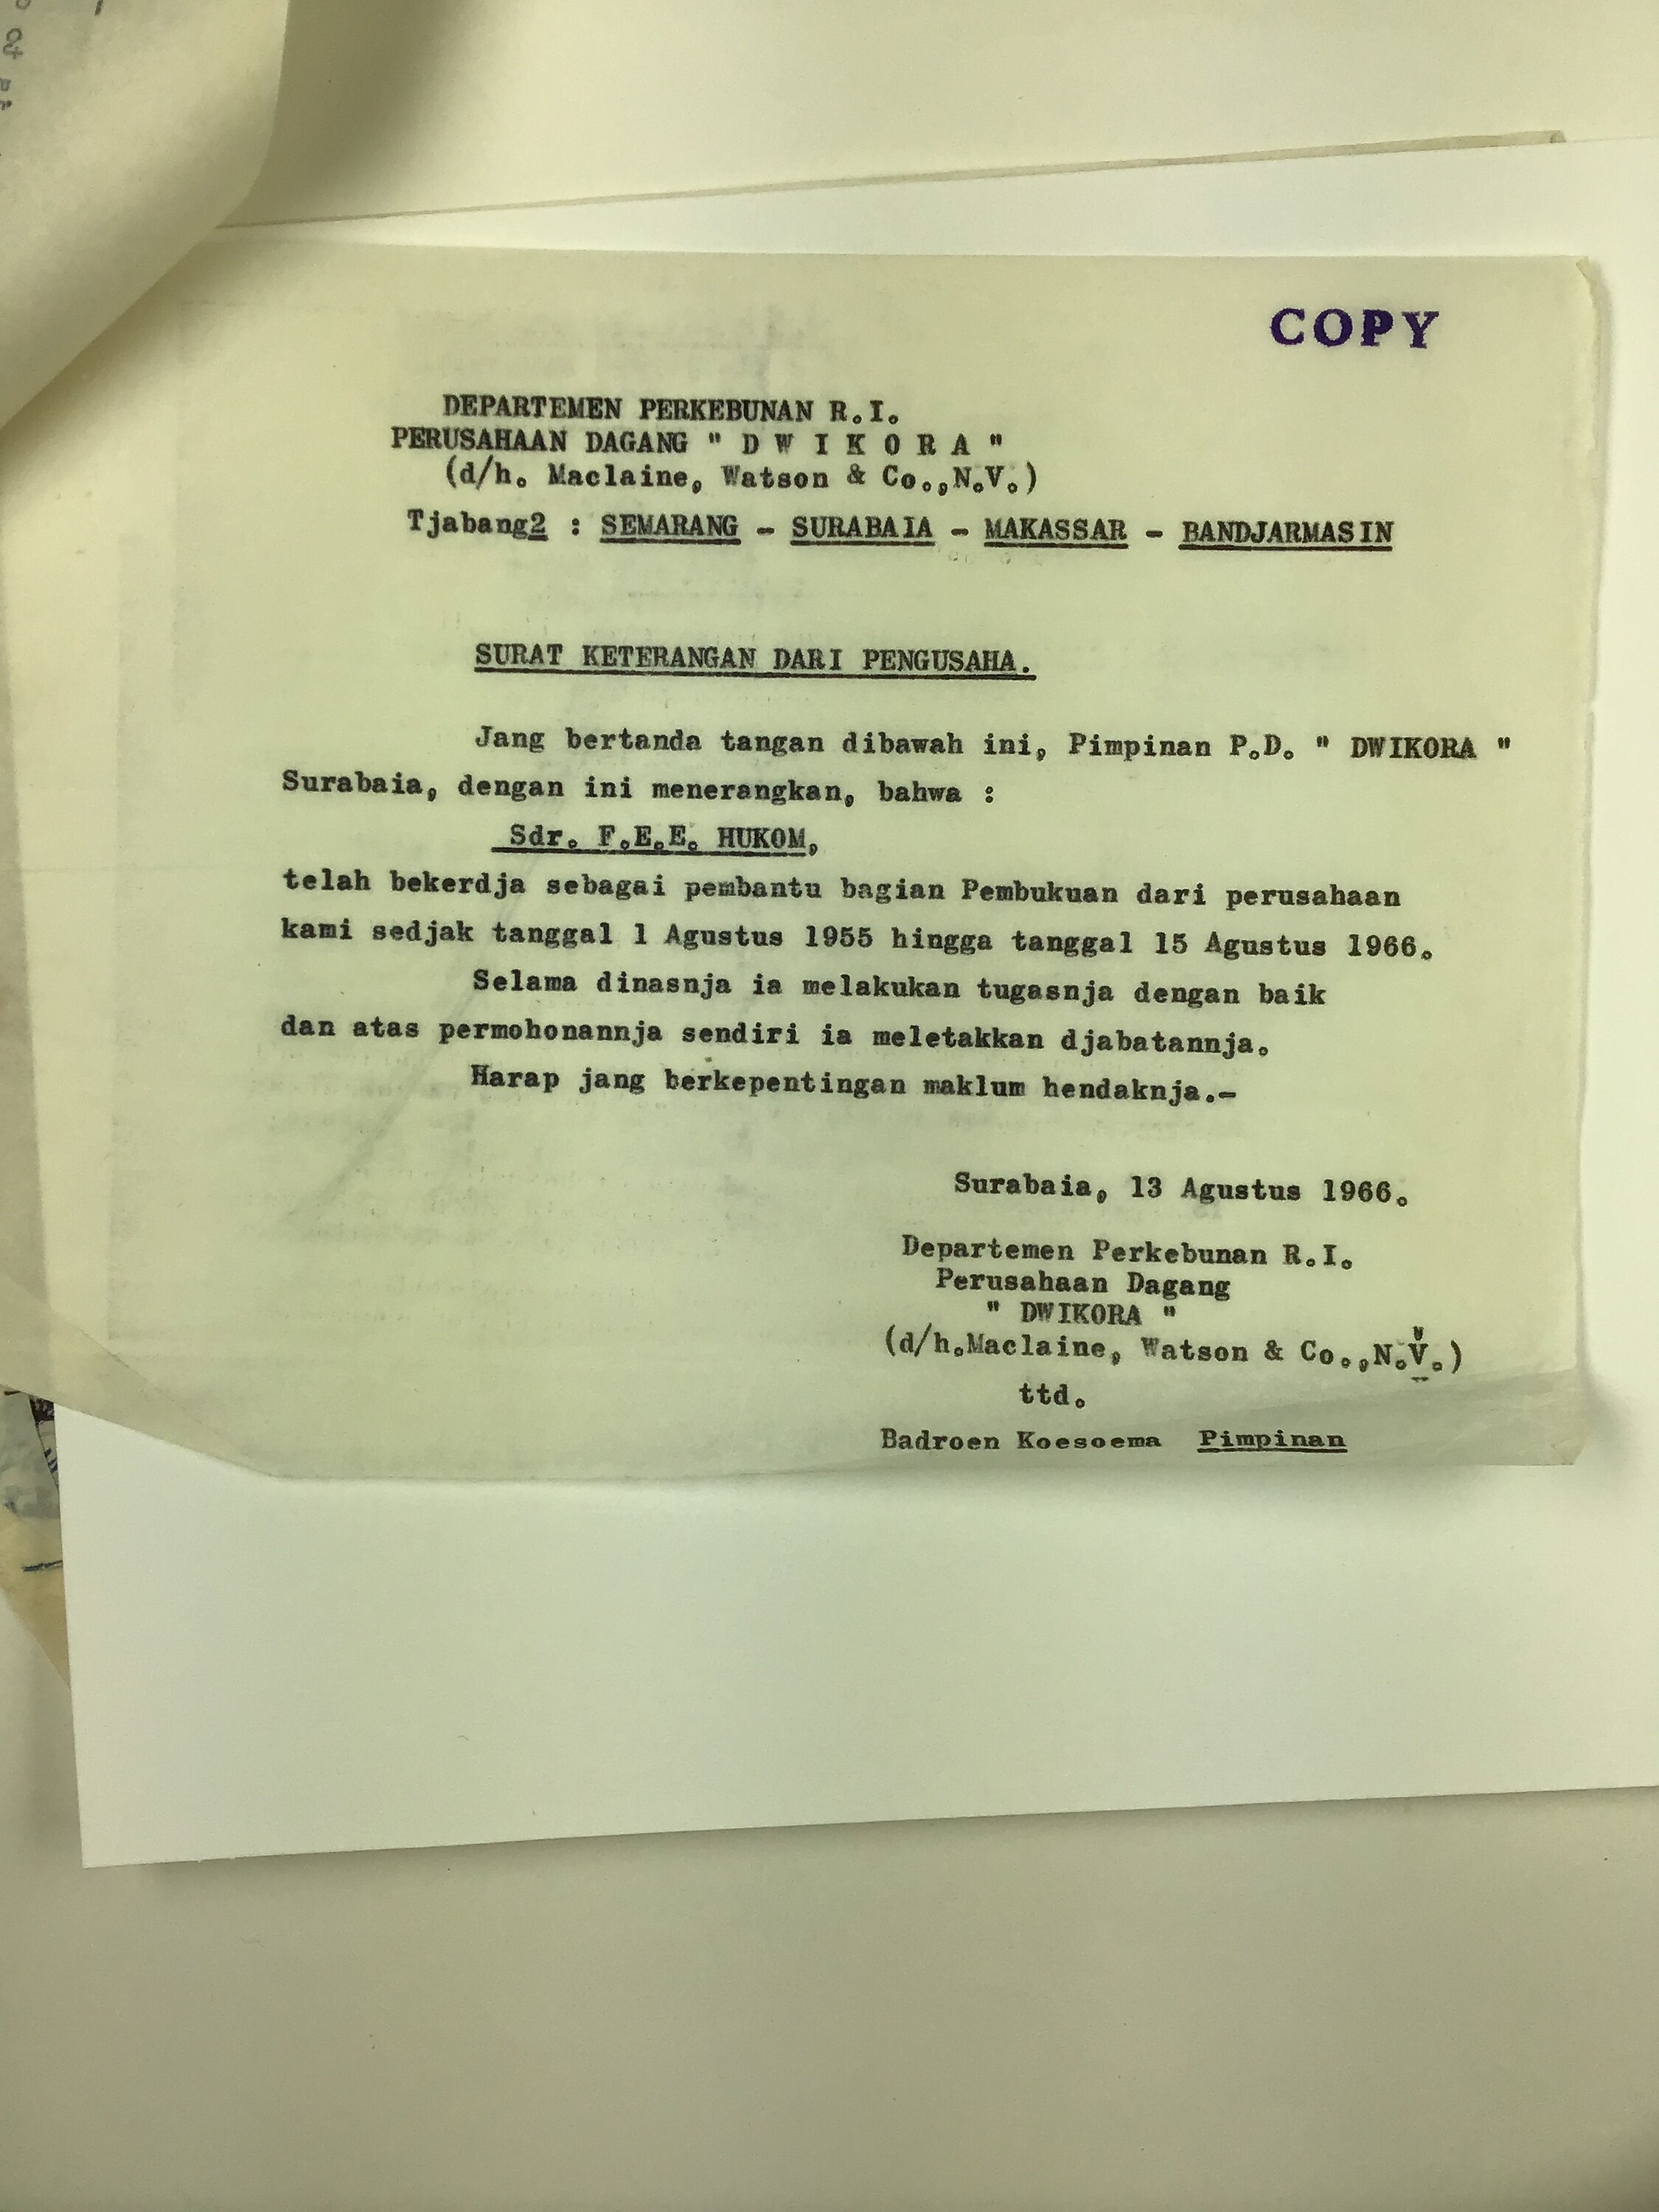 COPY
DEPARTEMEN PERKEBUNAN R.I.
PERUSAHAAN DAGANG " D W I K O R A "
(d/h. Maclaine, Watson & Co.,N.V.)
Tjabang2 : SEMARANG - SURABAIA - MAKASSAR - BANDJARMASIN
SURAT KETERANGAN DARI PENGUSAHA.
Jang bertanda tangan dibawah ini, Pimpinan P.D. " DWIKORA "
Surabaia, dengan ini menerangkan, bahwa :
Sdr. F.E.E. HUKOM,
telah bekerdja sebagai pembantu bagian Pembukuan dari perusahaan
kami sedjak tanggal 1 Agustus 1955 hingga tanggal 15 Agustus 1966.
Selama dinasnja ia melakukan tugasnja dengan baik
dan atas permohonannja sendiri ia meletakkan djabatannja.
Harap jang berkepentingan maklum hendaknja.-
Surabaia, 13 Agustus 1966.
Departemen Perkebunan R.I.
Perusahaan Dagang
" DWIKORA "
(d/h.Maclaine, Watson & Co.,N.V.)
ttd.
Badroen Koesoema Pimpinan